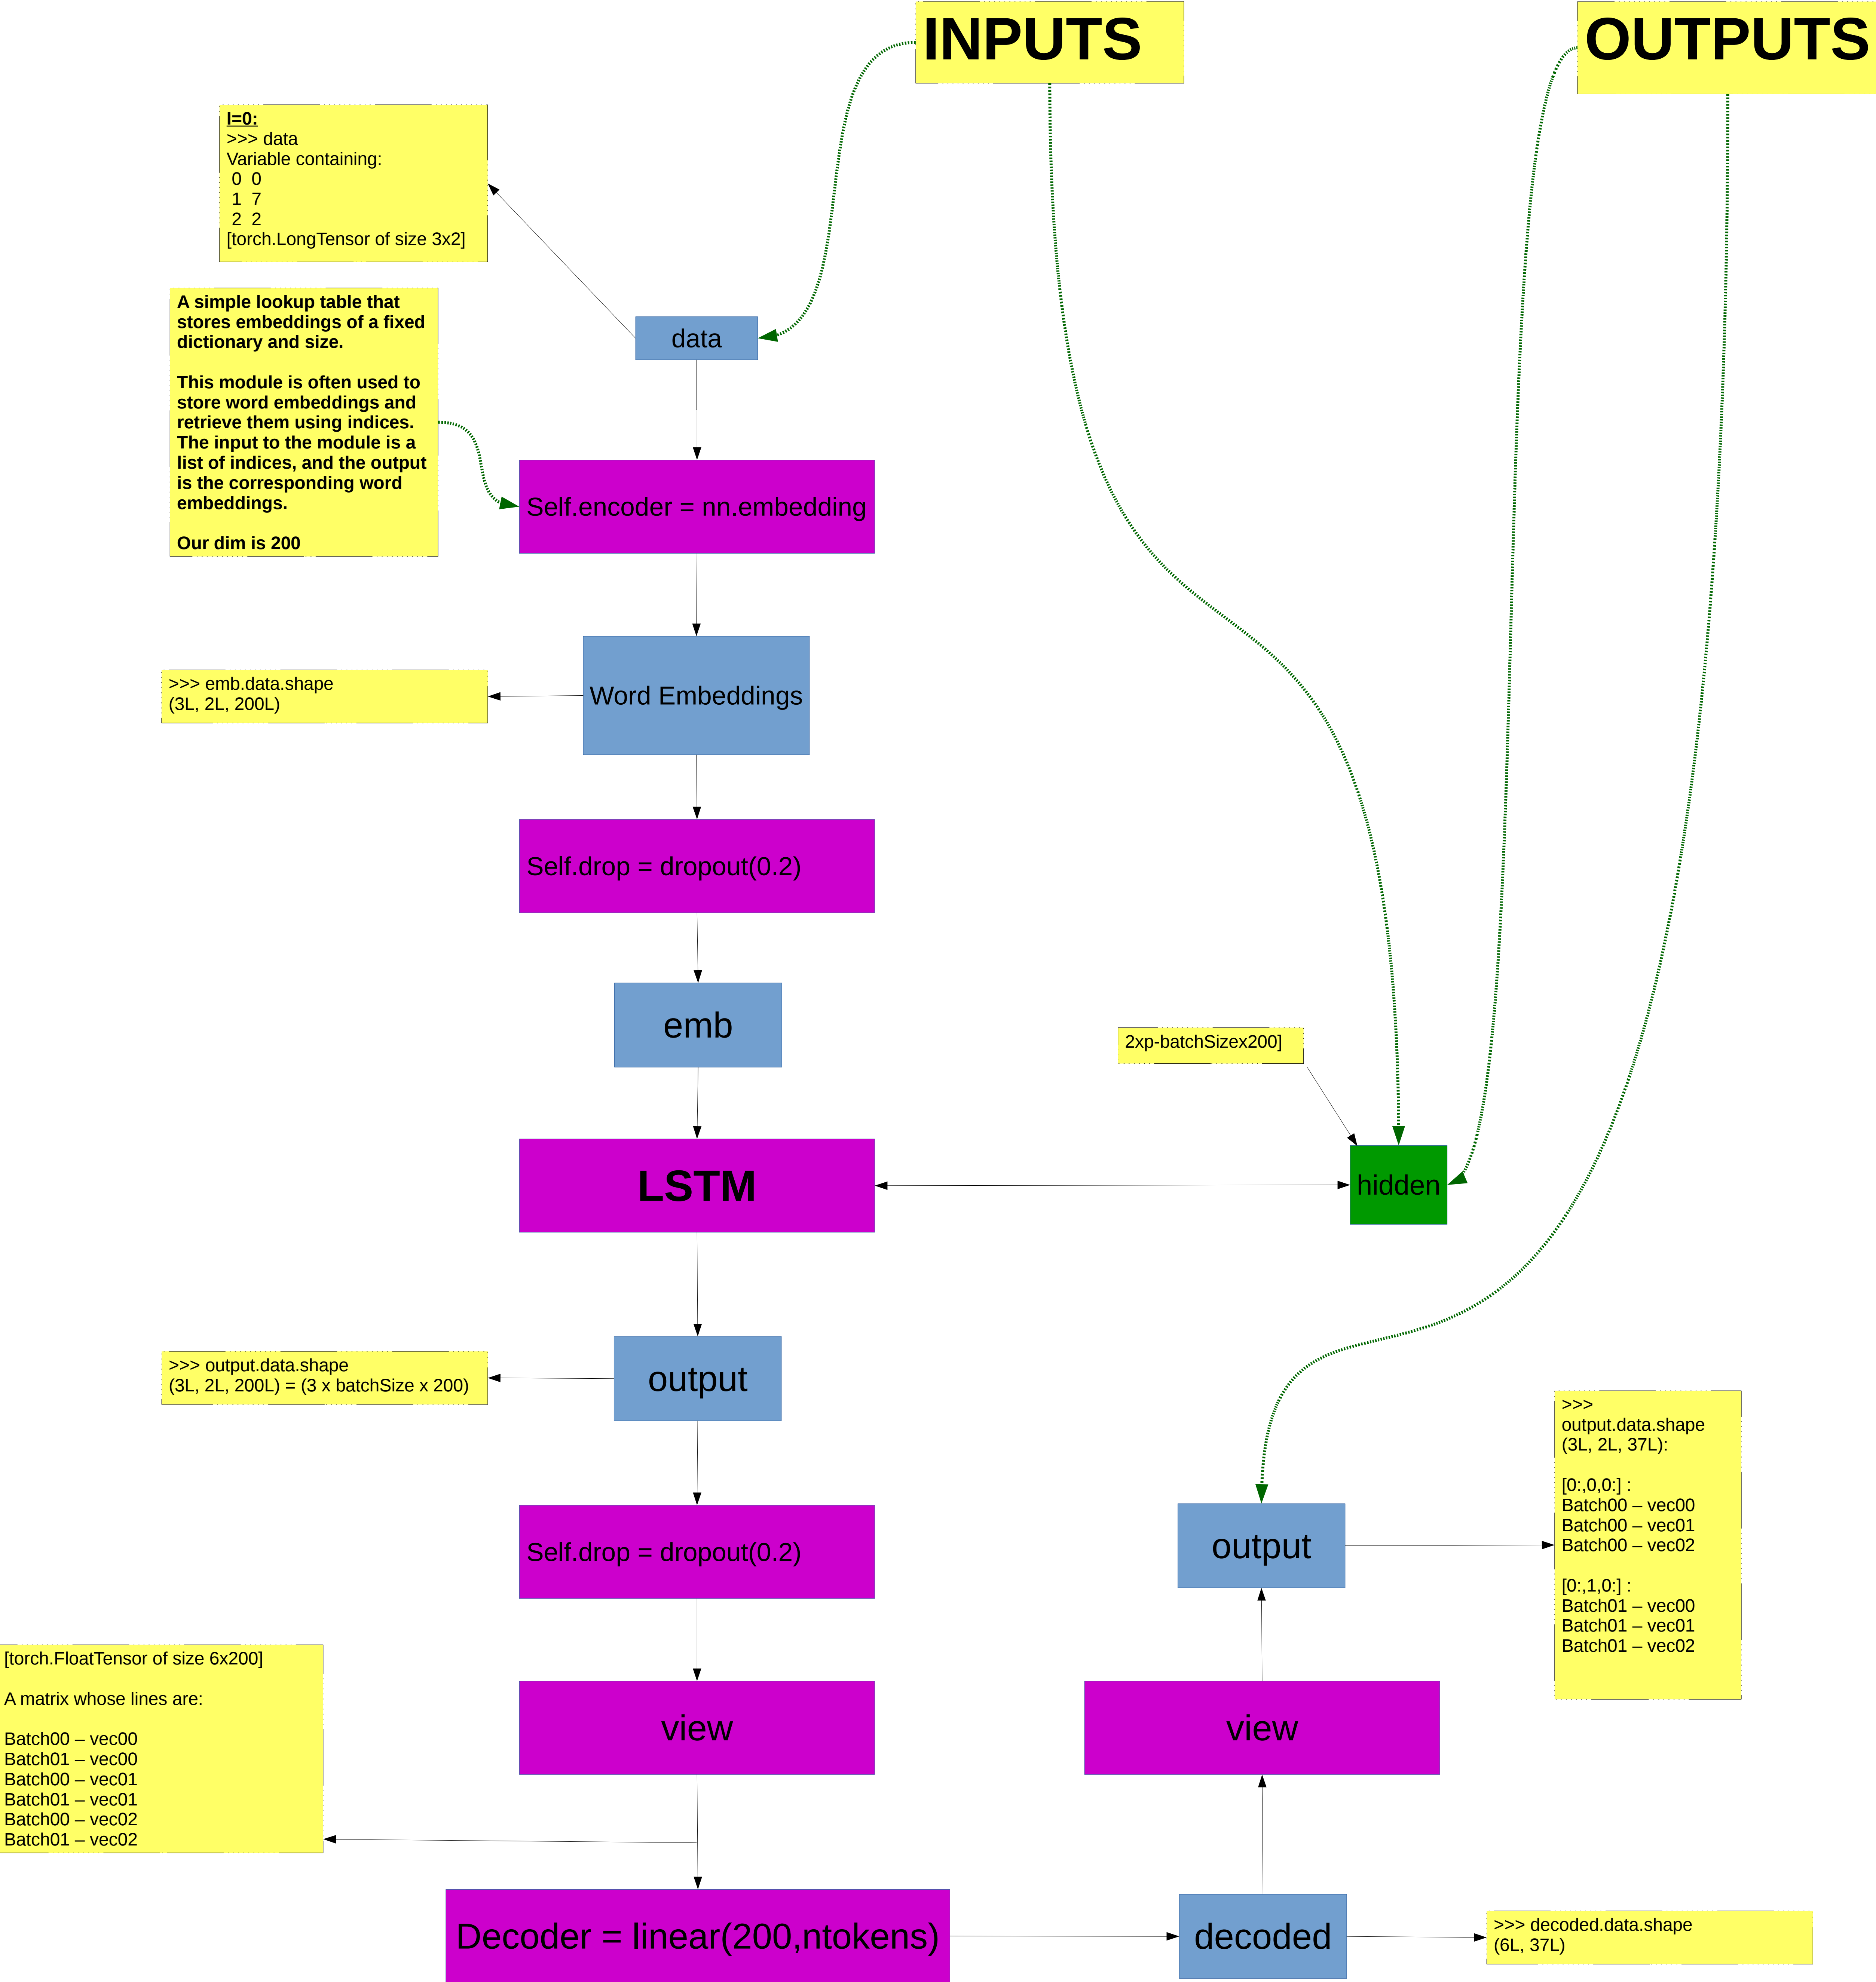 INPUTS
OUTPUTS
I=0:
>>> data
Variable containing:
0 0
1 7
2 2
[torch.LongTensor of size 3x2]
A simple lookup table that
stores embeddings of a fixed
dictionary and size.
This module is often used to
store word embeddings and
retrieve them using indices.
The input to the module is a
list of indices, and the output
is the corresponding word
embeddings.
Our dim is 200
data
Self.encoder = nn.embedding
>>> emb.data.shape
(3L, 2L, 200L)
Word Embeddings
Self.drop = dropout(0.2)
emb
2xp-batchSizex200]
LSTM
hidden
>>> output.data.shape
(3L, 2L, 200L) = (3 x batchSize x 200)
output
Self.drop = dropout(0.2)
output
>>>
output.data.shape
(3L, 2L, 37L):
[0:,0,0:] :
Batch00 – vec00
Batch00 – vec01
Batch00 – vec02
[0:,1,0:] :
Batch01 – vec00
Batch01 – vec01
Batch01 – vec02
[torch.FloatTensor of size 6x200]
A matrix whose lines are:
Batch00 – vec00
Batch01 – vec00
Batch00 – vec01
Batch01 – vec01
Batch00 – vec02
Batch01 – vec02
view
view
Decoder = linear(200,ntokens)
decoded
>>> decoded.data.shape
(6L, 37L)